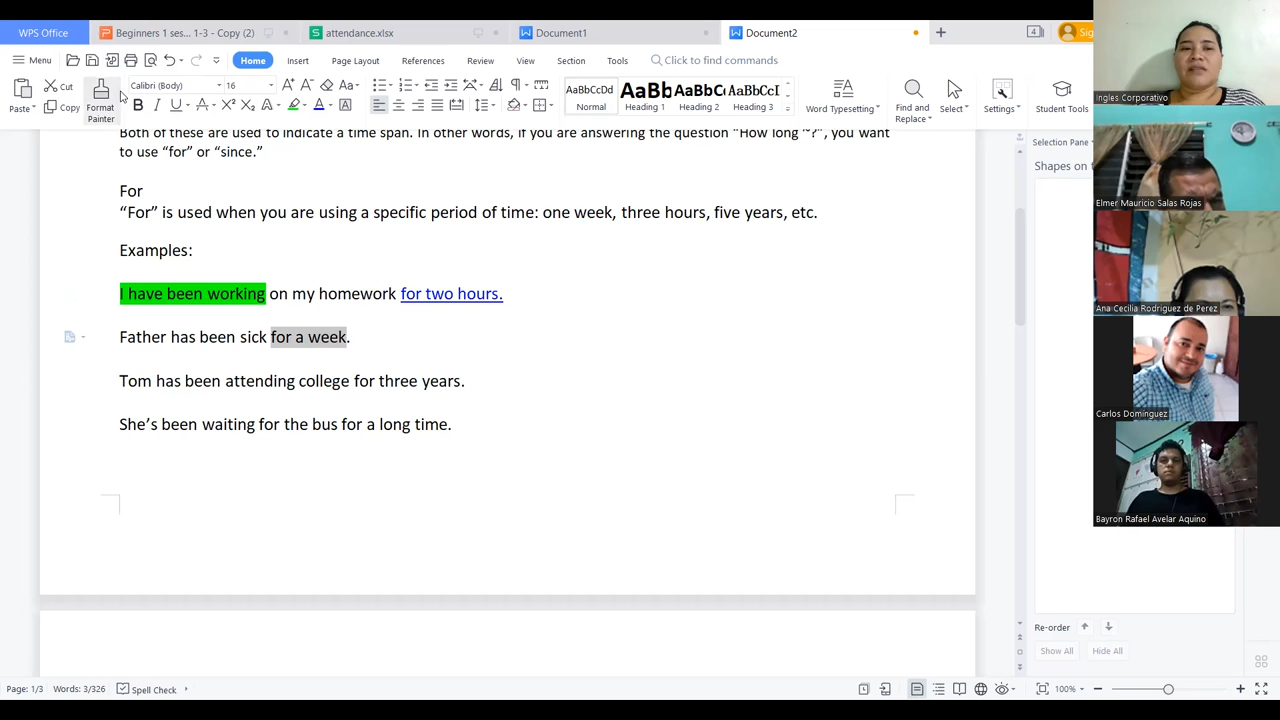 WPS Office
Beginners 1 ses... 1-3 - Copy (2)
attendance.xlsx
Document1
Document2
Menu
Home
Insert
Page Layout
References
Review
View
Section
Tools
Click to find commands
Paste
Cut
Copy
Format Painter
Calibri (Body)
16
AaBbCcDd
Normal
AaBb
Heading 1
AaBbC
Heading 2
AaBbCcI
Heading 3
Word Typesetting
Find and Replace
Select
Settings
Student Tools
Both of these are used to indicate a time span. In other words, if you are answering the question “How long ~?”, you want
to use “for” or “since.”
For
“For” is used when you are using a specific period of time: one week, three hours, five years, etc.
Examples:
I have been working on my homework for two hours.
Father has been sick for a week.
Tom has been attending college for three years.
She’s been waiting for the bus for a long time.
Selection Pane
Shapes on t
Re-order
Show All
Hide All
Page: 1/3
Words: 3/326
Spell Check
100%
Ingles Corporativo
Elmer Mauricio Salas Rojas
Ana Cecilia Rodriguez de Perez
Carlos Domínguez
Bayron Rafael Avelar Aquino